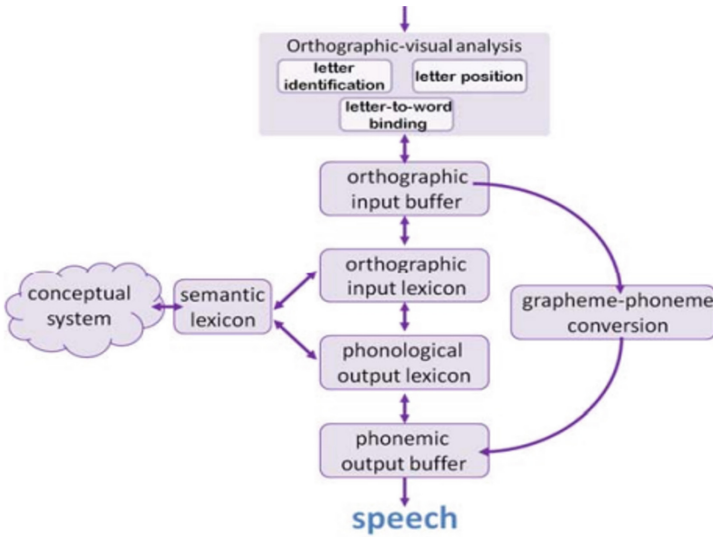 Orthographic-visual analysis
letter
identification
letter position
letter-to-word
binding
orthographic
input buffer
orthographic
input lexicon
conceptual
system
semantic
lexicon
grapheme-phoneme
conversion
phonological
output lexicon
phonemic
output buffer
speech